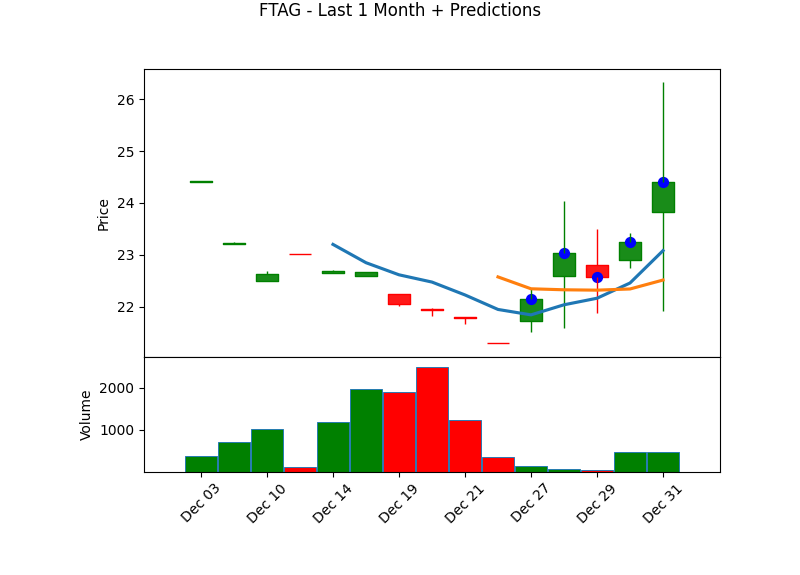 FTAG - Last 1 Month + Predictions
26
25
24
23
22
Price
2000
1000
Volume
Dec 03
Dec 10
Dec 14
Dec 19
Dec 21
Dec 27
Dec 29
Dec 31